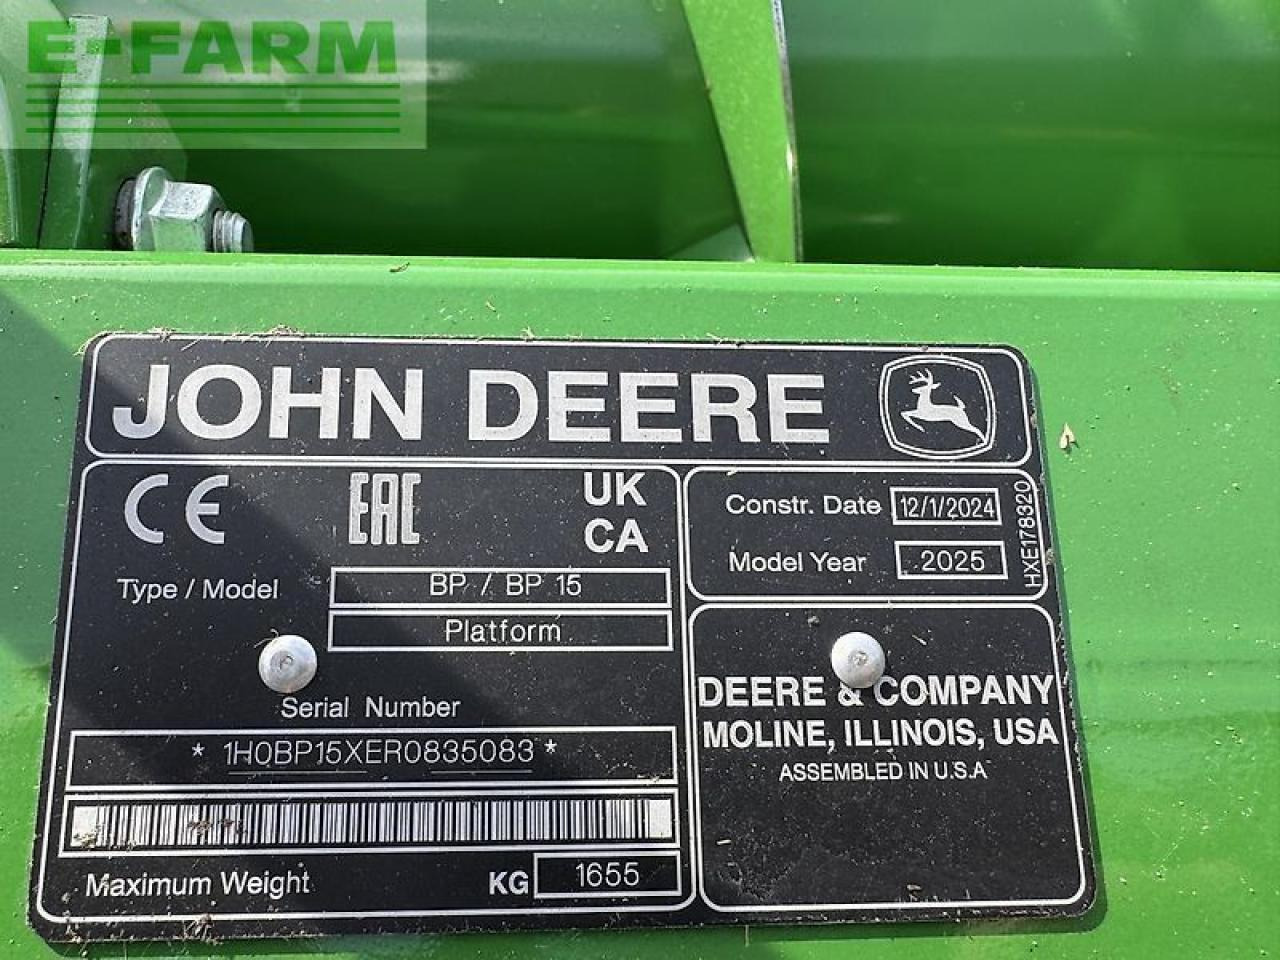 E-FARM
JOHN DEERE
CE EAC UK
CA
Type / Model BP / BP 15
Platform
Serial Number
* 1H0BP15XER0835083 *
Maximum Weight KG 1655
Constr. Date 12/1/2024
Model Year 2025
HXE178320
DEERE & COMPANY
MOLINE, ILLINOIS, USA
ASSEMBLED IN U.S.A